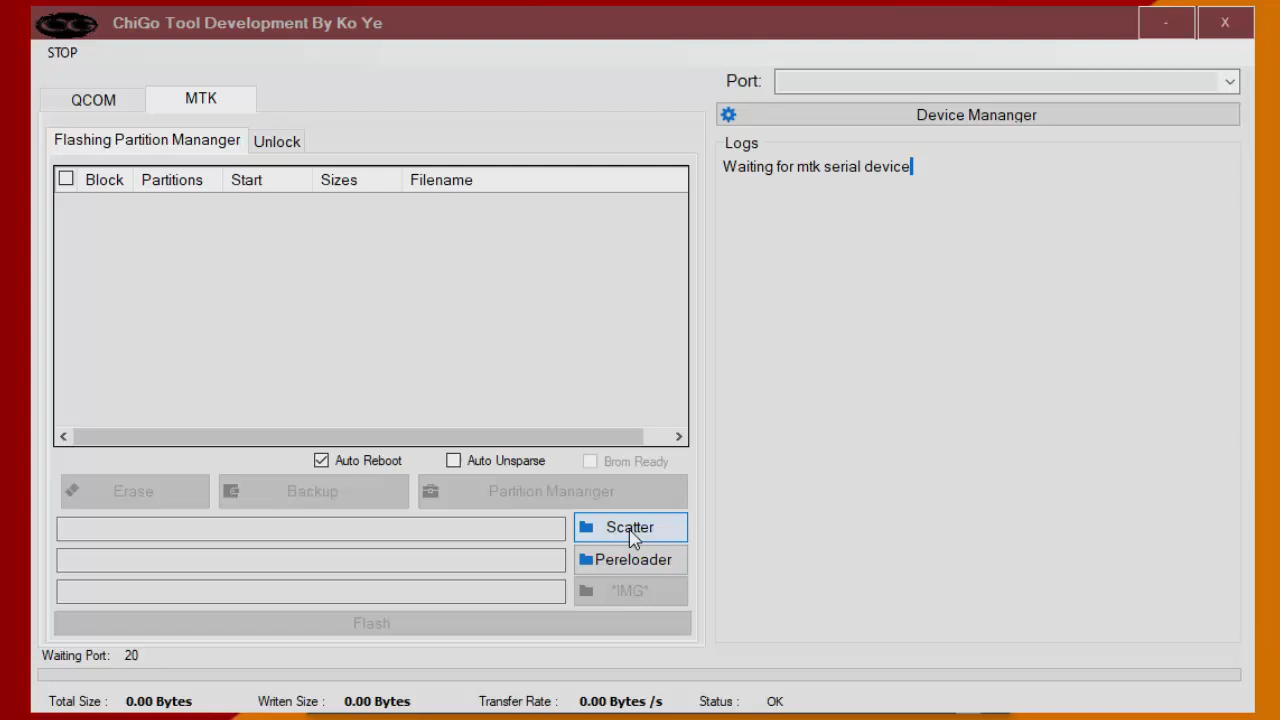 CG ChiGo Tool Development By Ko Ye - X
STOP
QCOM MTK
Port:
Device Mananger
Flashing Partition Mananger Unlock
Logs
Waiting for mtk serial device
Block Partitions Start Sizes Filename
Auto Reboot Auto Unsparse Brom Ready
Erase Backup Partition Mananger
Scatter
Pereloader
*IMG*
Flash
Waiting Port: 20
Total Size : 0.00 Bytes Writen Size : 0.00 Bytes Transfer Rate : 0.00 Bytes /s Status : OK